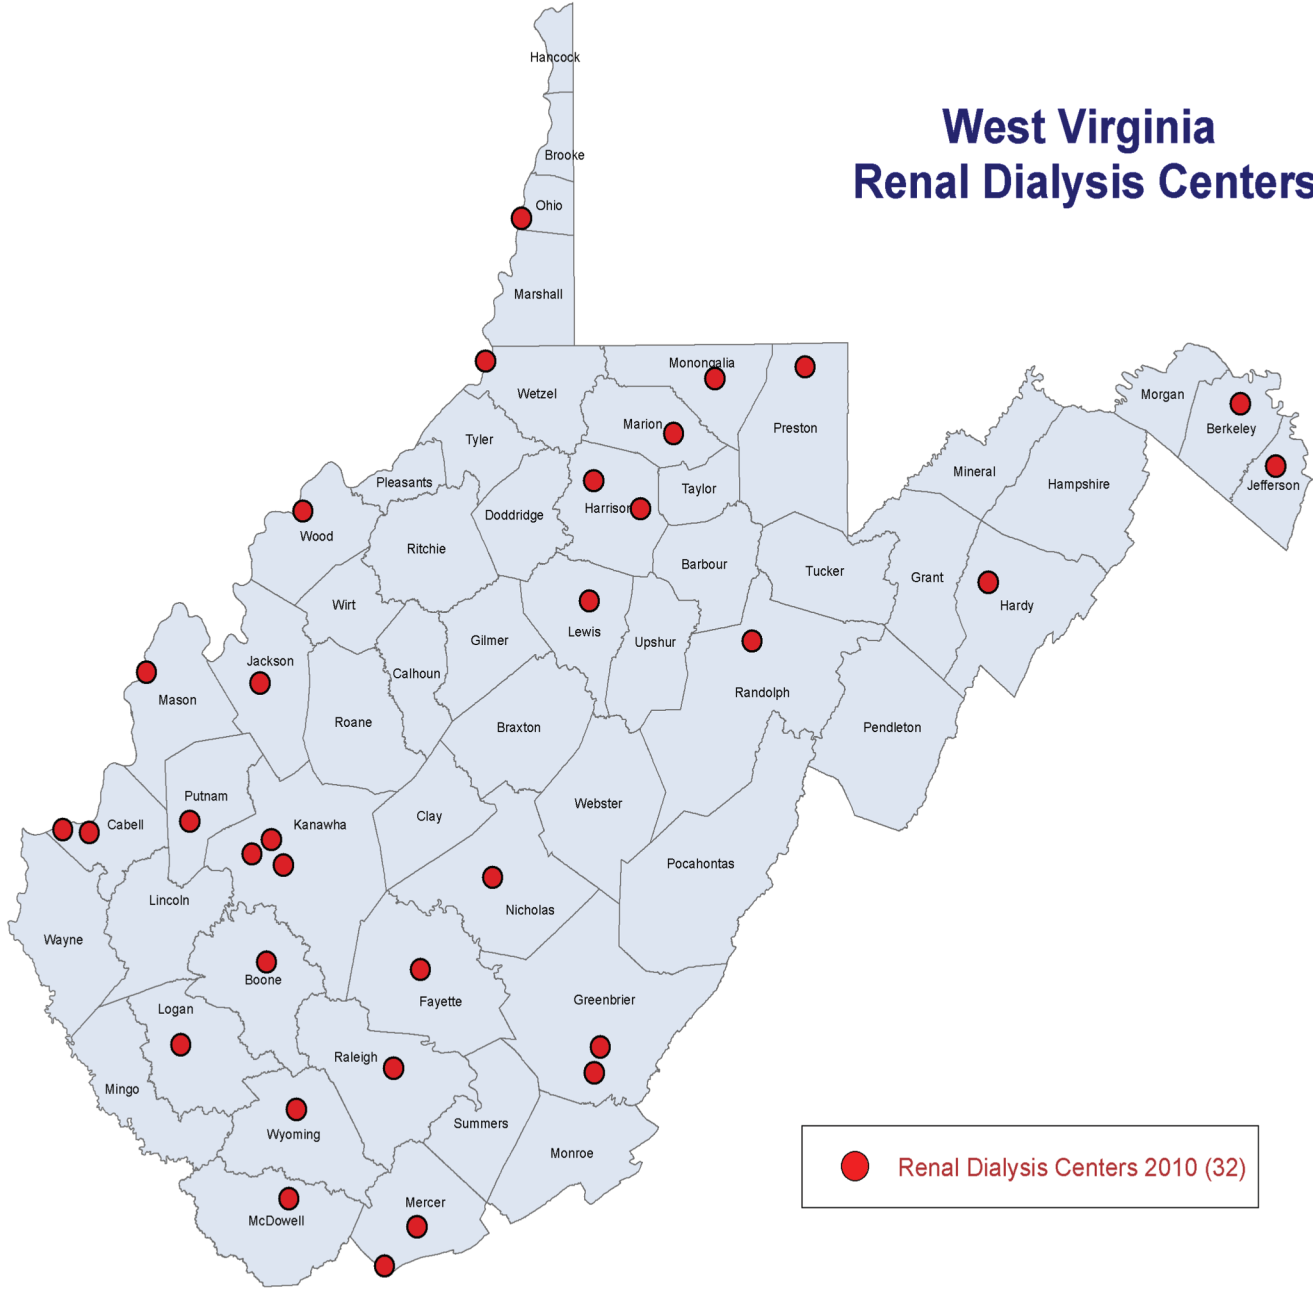 Hancock
West Virginia
Renal Dialysis Centers
Brooke
Ohio
Marshall
Monongalia
Wetzel
Morgan
Marion
Preston
Berkeley
Tyler
Mineral
Pleasants
Taylor
Hampshire
Jefferson
Harrison
Doddridge
Wood
Ritchie
Barbour
Tucker
Grant
Wirt
Hardy
Lewis
Gilmer
Upshur
Jackson
Calhoun
Mason
Randolph
Roane
Braxton
Pendleton
Putnam
Webster
Clay
Cabell
Kanawha
Pocahontas
Lincoln
Nicholas
Wayne
Boone
Fayette
Greenbrier
Logan
Raleigh
Mingo
Summers
Wyoming
Monroe
Renal Dialysis Centers 2010 (32)
Mercer
McDowell